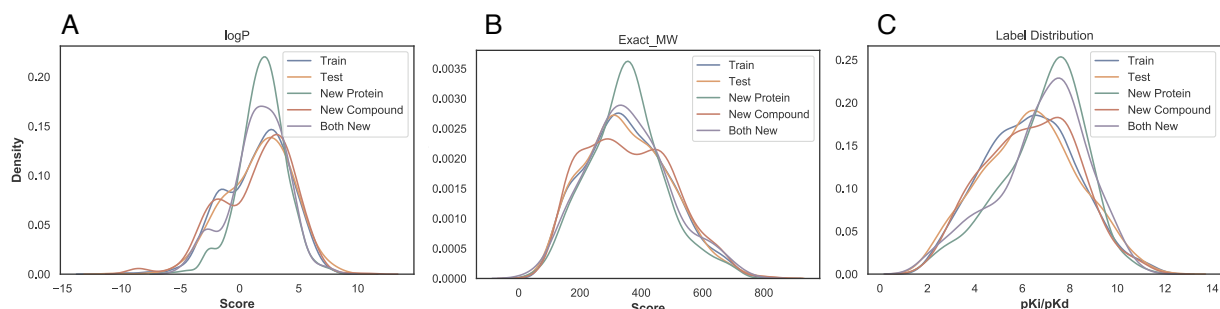 A
logP
Density
0.20
0.15
0.10
0.05
0.00
−15
−10
−5
0
5
10
Score
Train
Test
New Protein
New Compound
Both New
B
Exact_MW
0.0035
0.0030
0.0025
0.0020
0.0015
0.0010
0.0005
0.0000
0
200
400
600
800
Score
Train
Test
New Protein
New Compound
Both New
C
Label Distribution
0.25
0.20
0.15
0.10
0.05
0.00
0
2
4
6
8
10
12
14
pKi/pKd
Train
Test
New Protein
New Compound
Both New